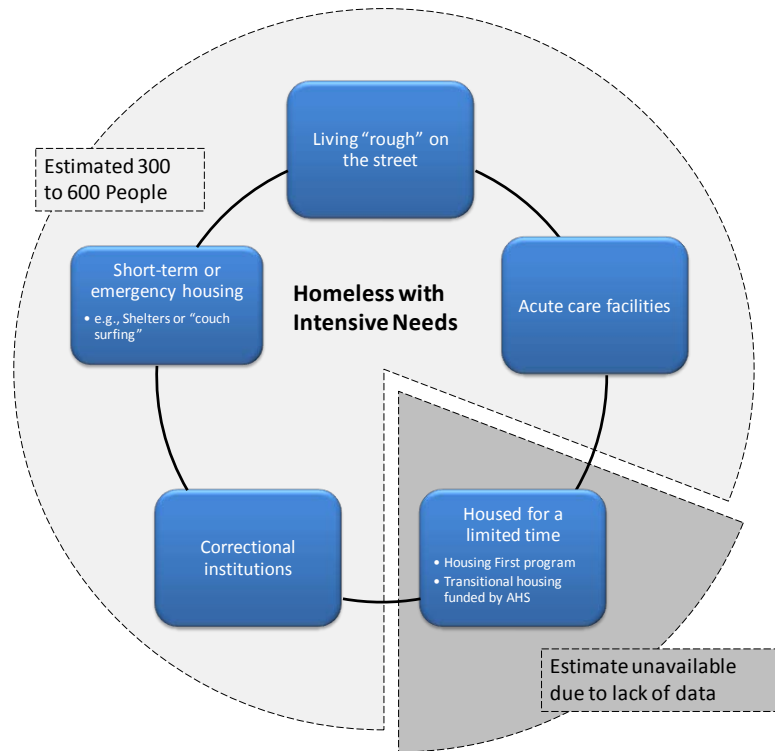 Living "rough" on
the street
Estimated 300
to 600 People
Short-term or
emergency housing
• e.g., Shelters or "couch
surfing"
Homeless with
Intensive Needs
Acute care facilities
Correctional
institutions
Housed for a
limited time
• Housing First program
• Transitional housing
funded by AHS
Estimate unavailable
due to lack of data